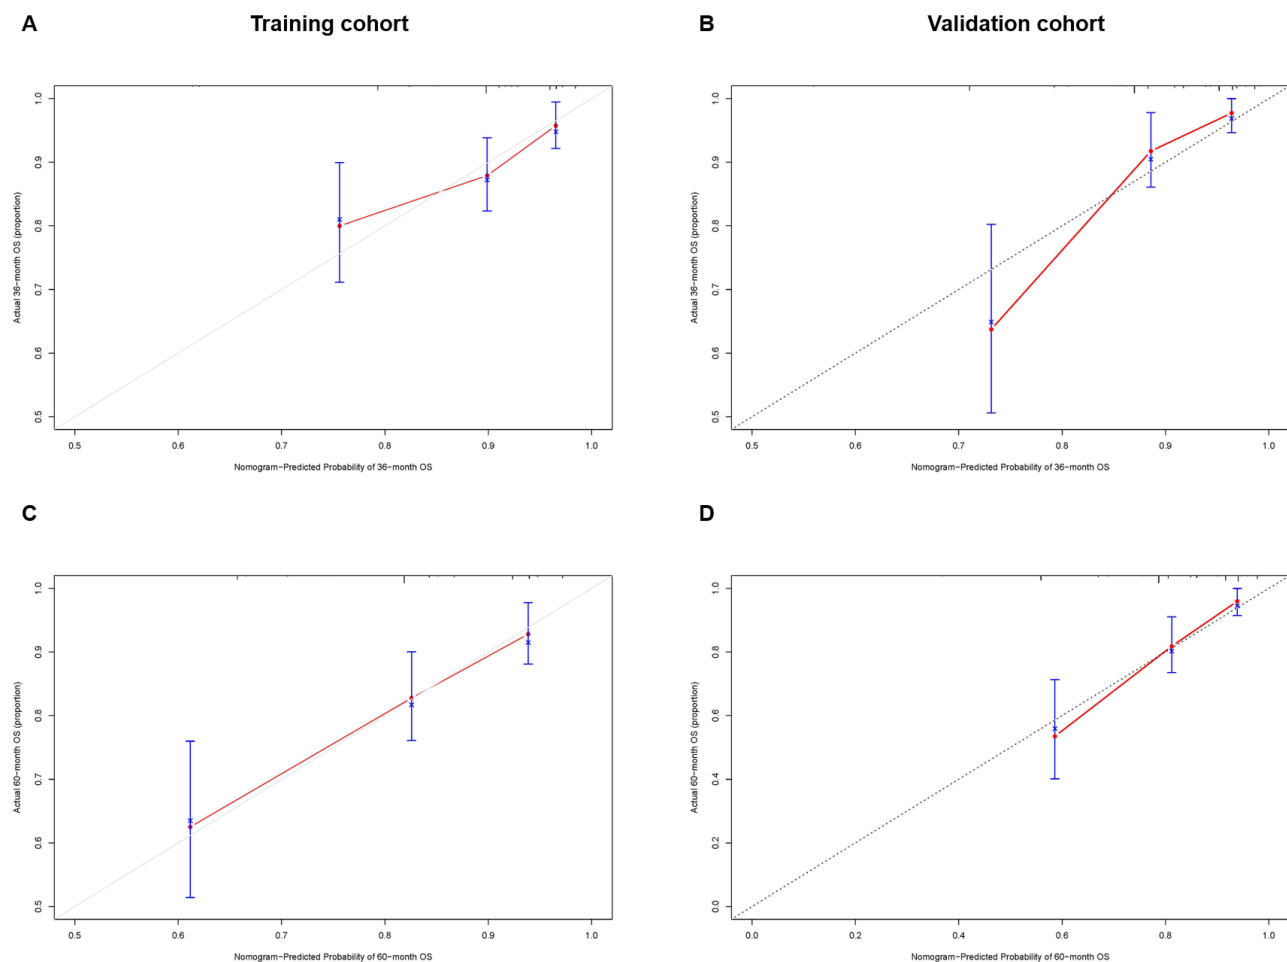 A
Training cohort
B
Validation cohort
1.0
0.9
0.8
0.7
0.6
0.5
Actual 36−month OS (proportion)
0.5 0.6 0.7 0.8 0.9 1.0
Nomogram−Predicted Probability of 36−month OS
1.0
0.9
0.8
0.7
0.6
0.5
Actual 36−month OS (proportion)
0.5 0.6 0.7 0.8 0.9 1.0
Nomogram−Predicted Probability of 36−month OS
C
D
1.0
0.9
0.8
0.7
0.6
0.5
Actual 60−month OS (proportion)
0.5 0.6 0.7 0.8 0.9 1.0
Nomogram−Predicted Probability of 60−month OS
1.0
0.8
0.6
0.4
0.2
0.0
Actual 60−month OS (proportion)
0.0 0.2 0.4 0.6 0.8 1.0
Nomogram−Predicted Probability of 60−month OS